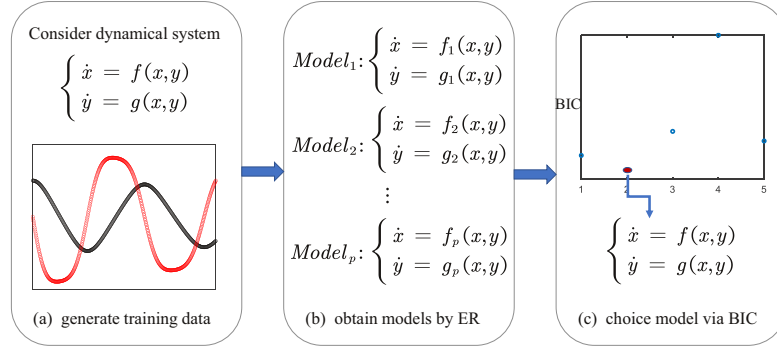 Consider dynamical system
ẋ = f(x,y)
ẏ = g(x,y)
(a) generate training data
Model₁: ẋ = f₁(x,y)
ẏ = g₁(x,y)
Model₂: ẋ = f₂(x,y)
ẏ = g₂(x,y)
⋮
Modelₚ: ẋ = fₚ(x,y)
ẏ = gₚ(x,y)
(b) obtain models by ER
BIC
1 2 3 4 5
ẋ = f(x,y)
ẏ = g(x,y)
(c) choice model via BIC